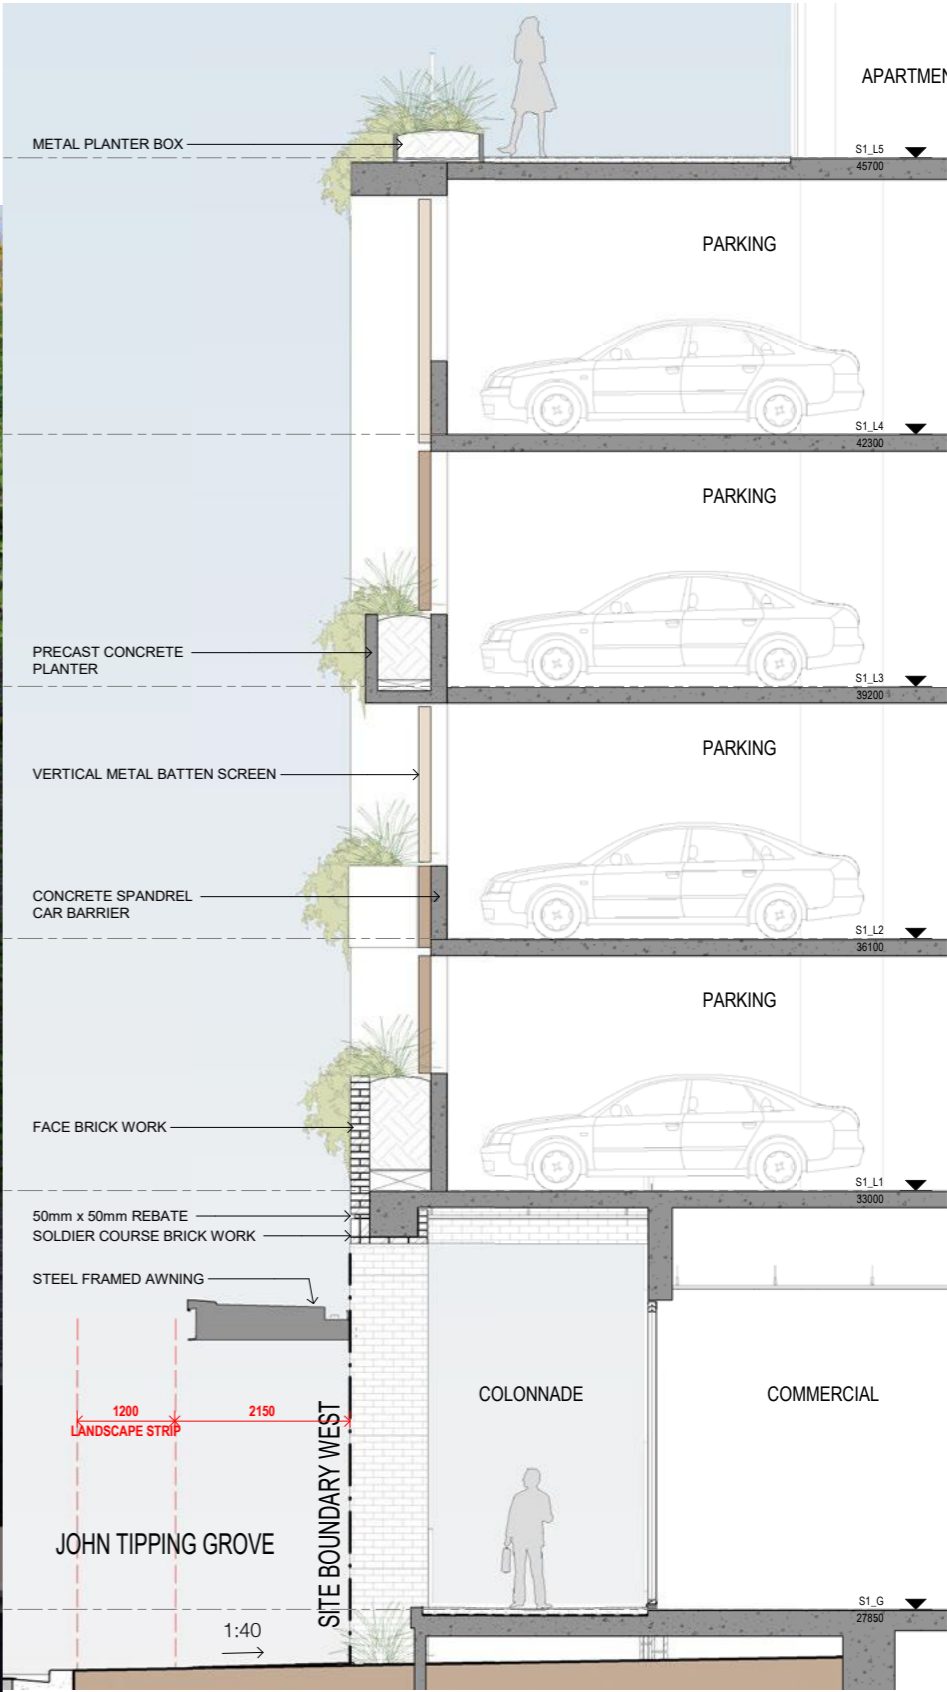 APARTMEN
METAL PLANTER BOX
S1_L5
45700
PARKING
S1_L4
42300
PARKING
PRECAST CONCRETE
PLANTER
S1_L3
39200
PARKING
VERTICAL METAL BATTEN SCREEN
CONCRETE SPANDREL
CAR BARRIER
S1_L2
36100
PARKING
FACE BRICK WORK
S1_L1
33000
50mm x 50mm REBATE
SOLDIER COURSE BRICK WORK
STEEL FRAMED AWNING
COLONNADE
COMMERCIAL
1200
2150
LANDSCAPE STRIP
SITE BOUNDARY WEST
JOHN TIPPING GROVE
S1_G
27850
1:40